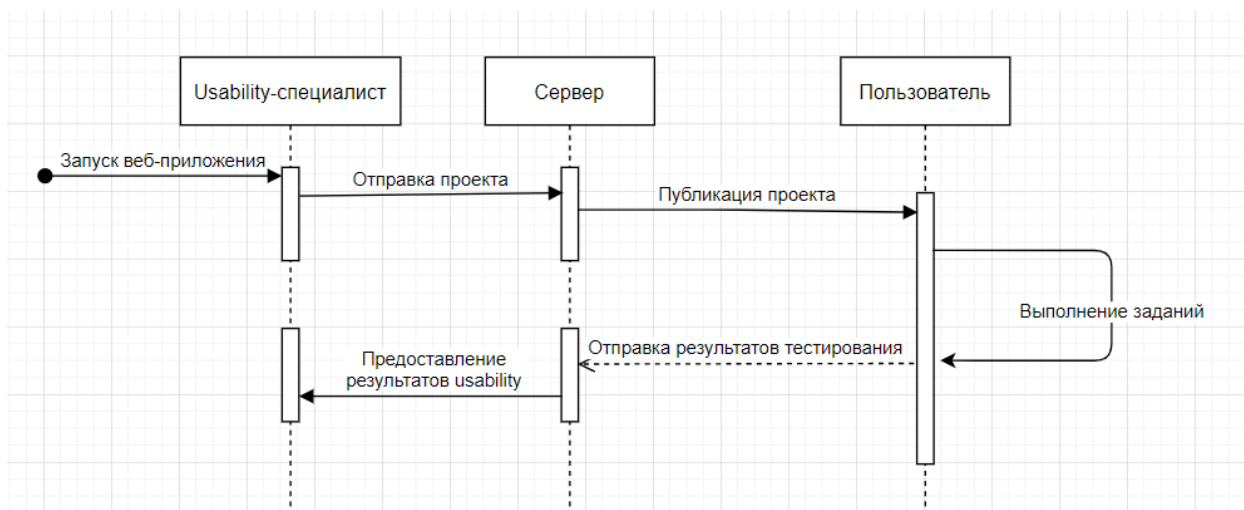 Usability-специалист
Сервер
Пользователь
Запуск веб-приложения
Отправка проекта
Публикация проекта
Выполнение заданий
Отправка результатов тестирования
Предоставление
результатов usability